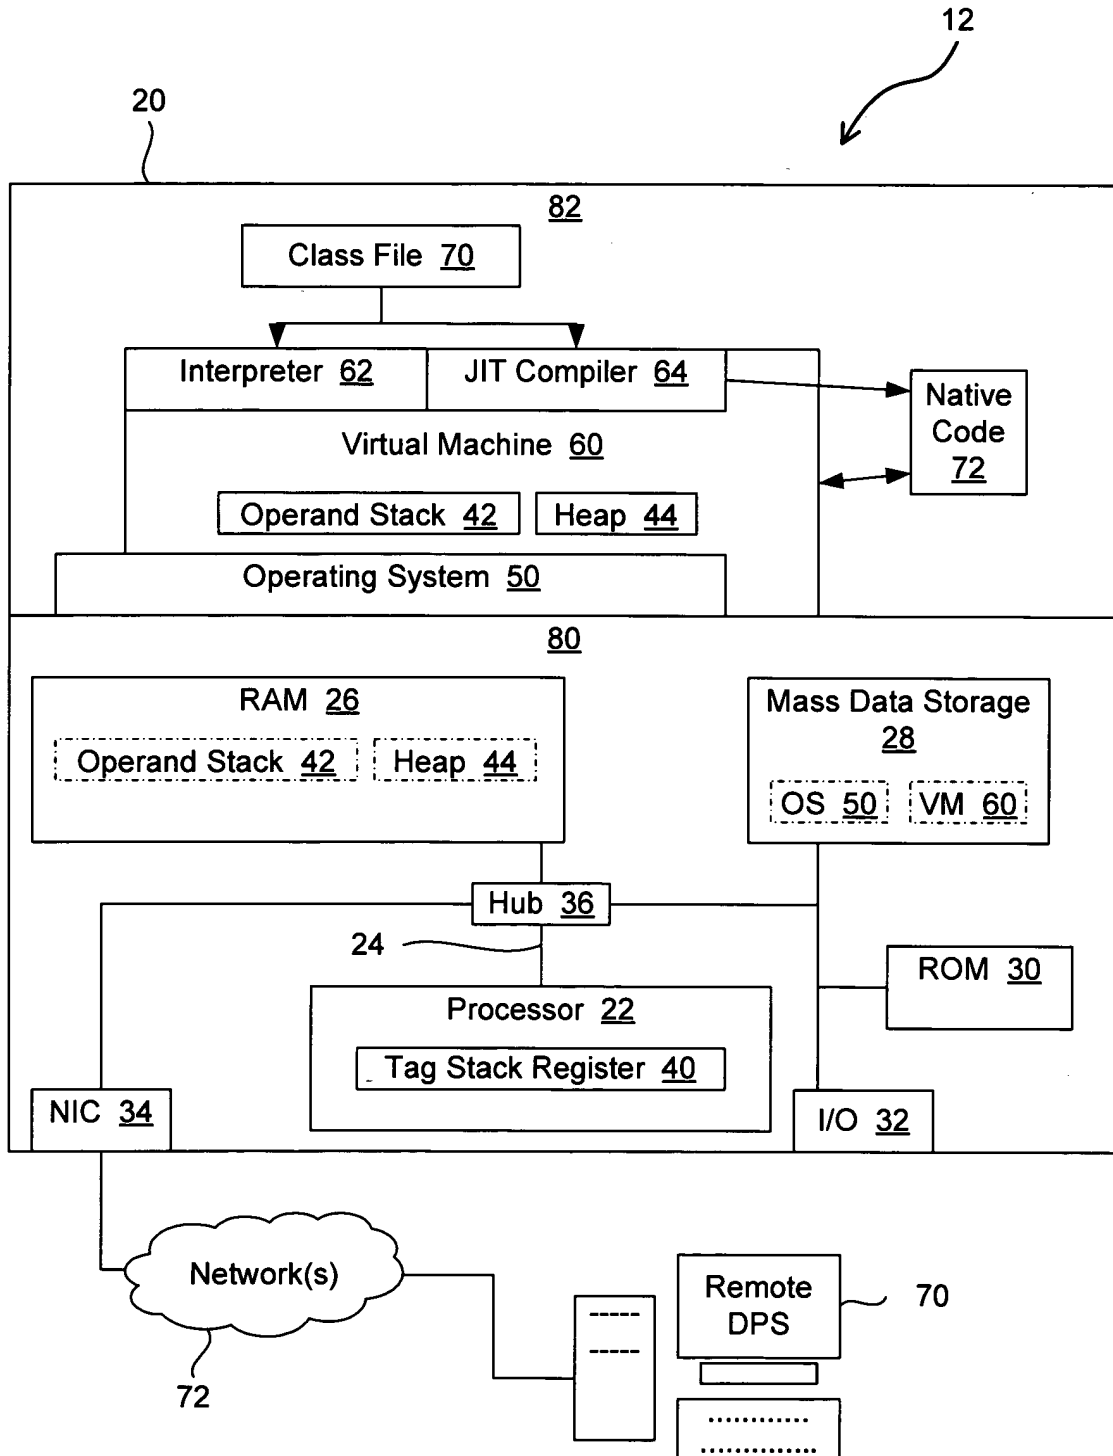 12
20
82
Class File 70
Interpreter 62
JIT Compiler 64
Native
Code
72
Virtual Machine 60
Operand Stack 42
Heap 44
Operating System 50
80
RAM 26
Operand Stack 42
Heap 44
Mass Data Storage
28
OS 50
VM 60
Hub 36
24
ROM 30
Processor 22
Tag Stack Register 40
NIC 34
I/O 32
Network(s)
72
Remote
DPS
70